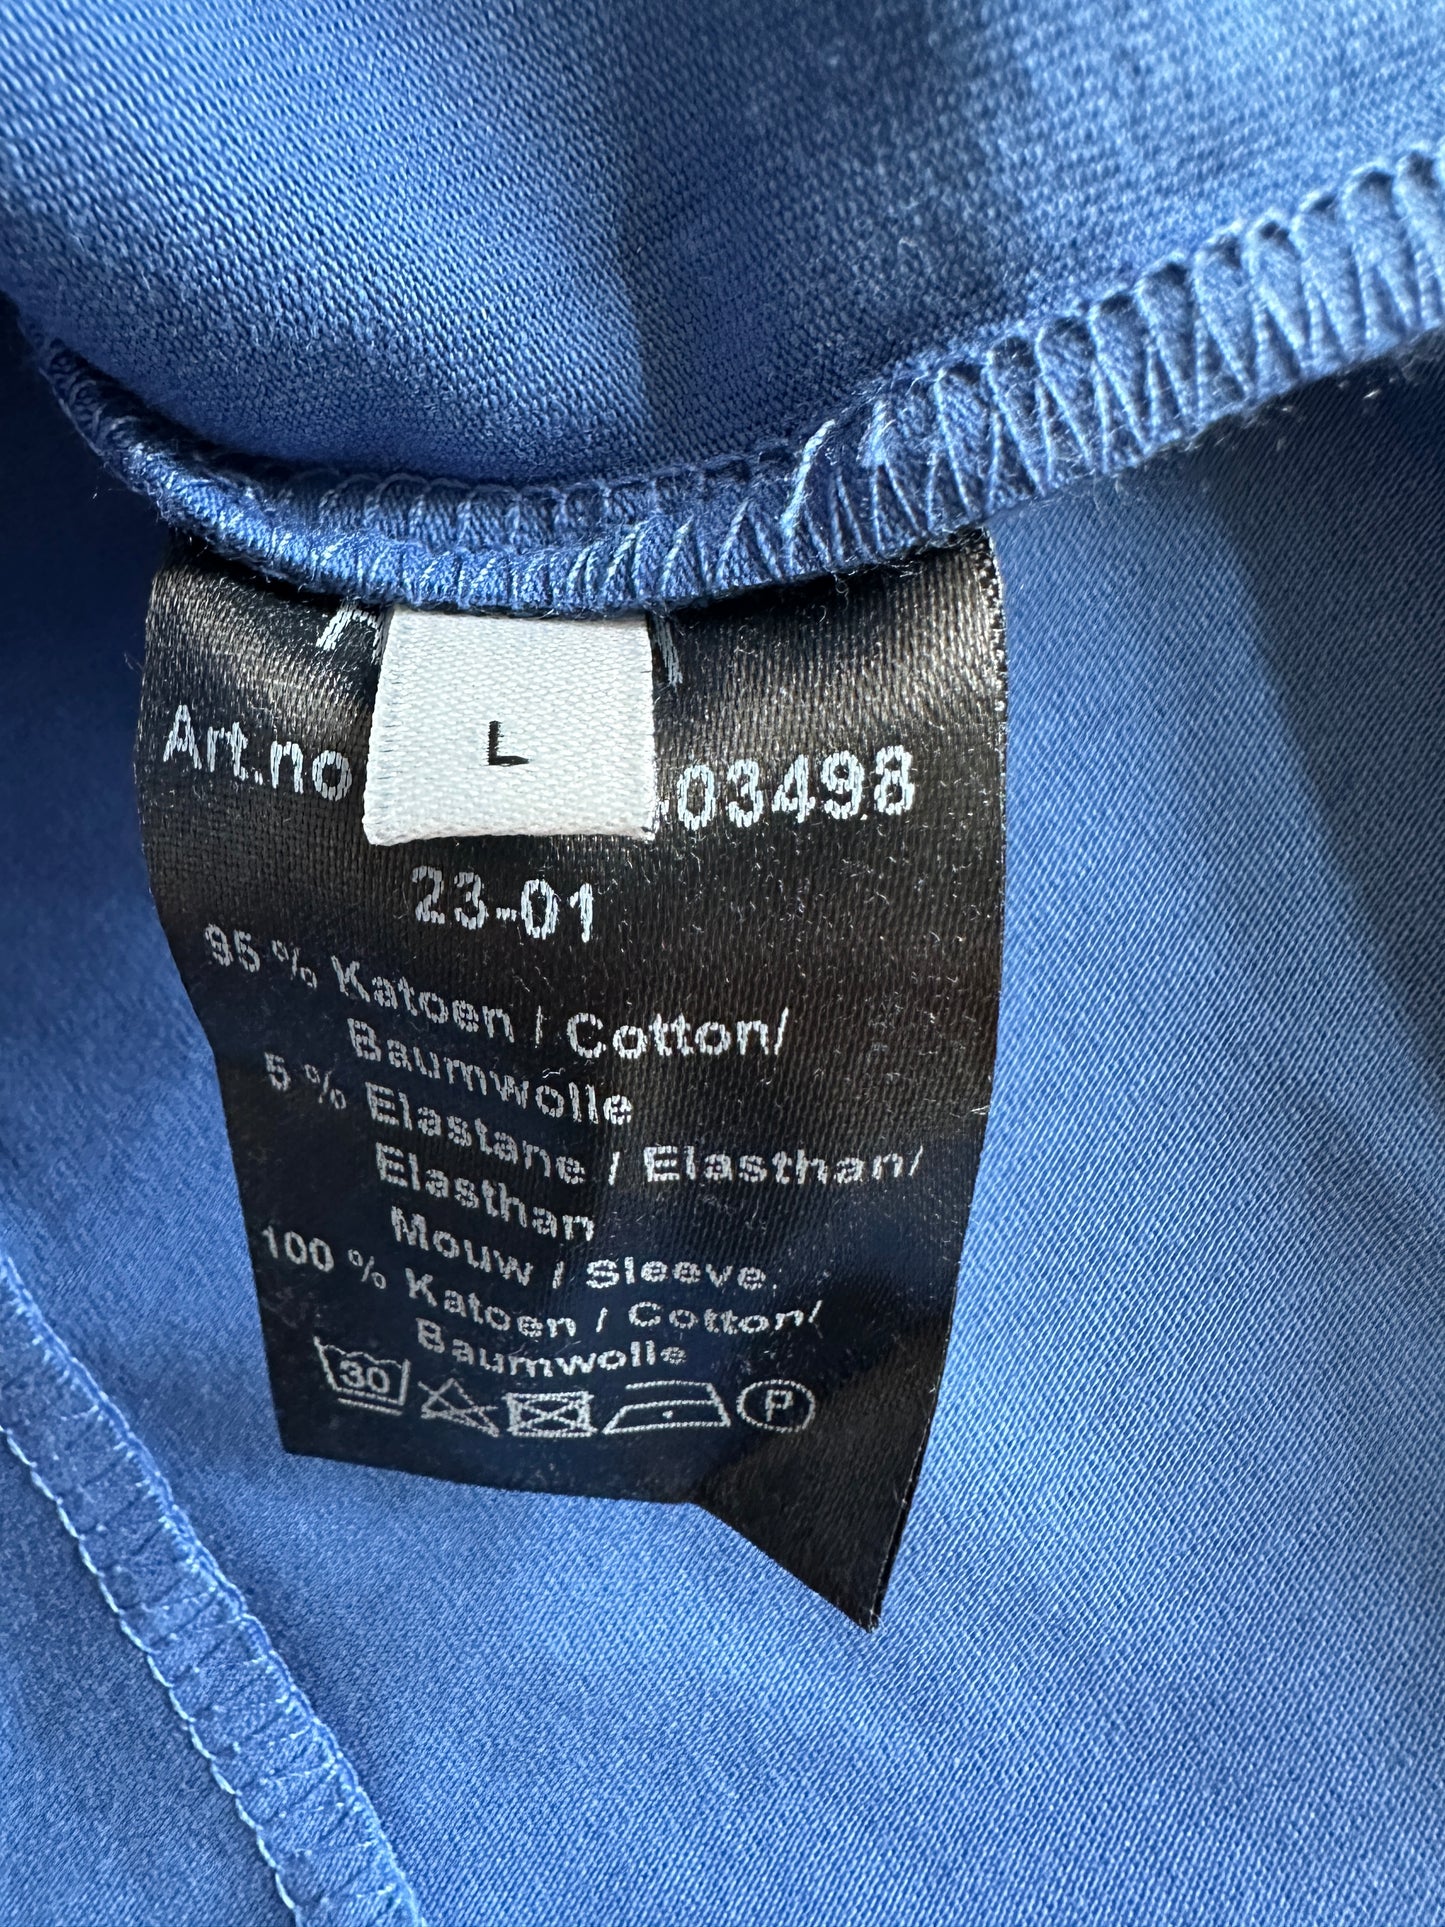 L
Art.no
03498
23-01
95 % Katoen / Cotton/
Baumwolle
5 % Elastane / Elasthan/
Elasthan
Mouw / Sleeve
100 % Katoen / Cotton/
Baumwolle
30
P